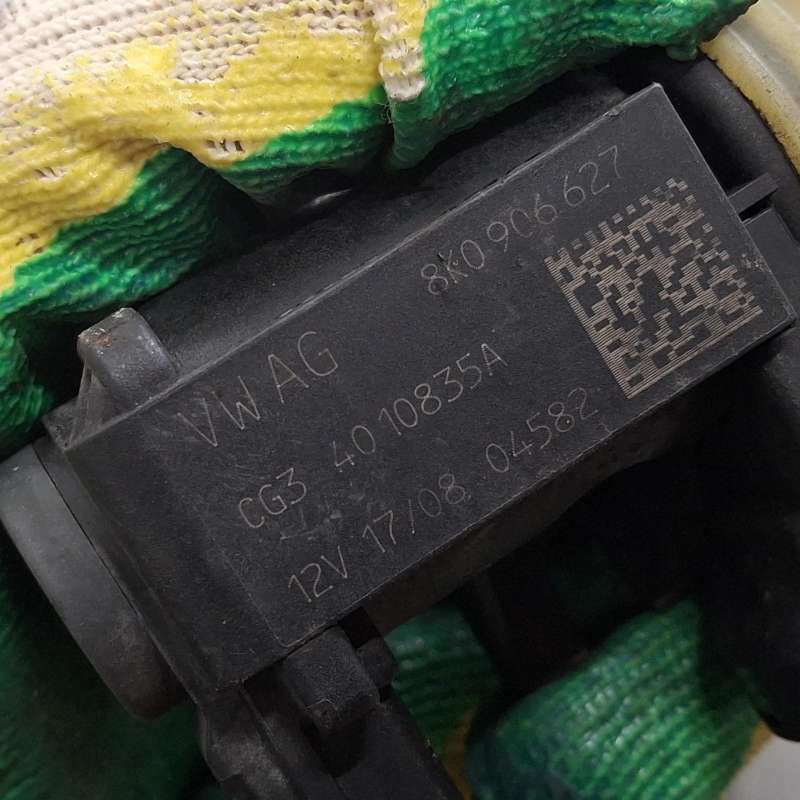 VW AG 8K0 906 627
CG3 40 10835A
12V 17/08 04582